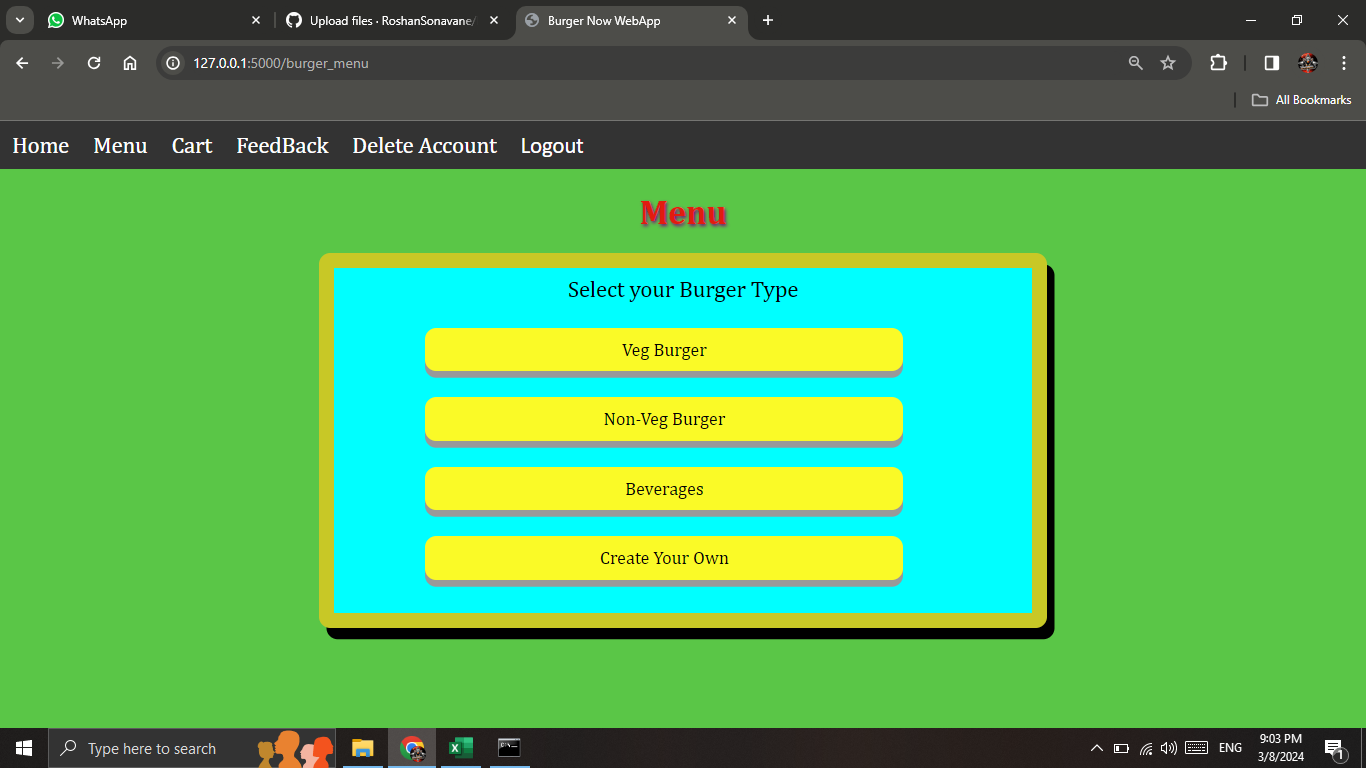 WhatsApp
Upload files · RoshanSonavane/
Burger Now WebApp
127.0.0.1:5000/burger_menu
All Bookmarks
Home Menu Cart FeedBack Delete Account Logout
Menu
Select your Burger Type
Veg Burger
Non-Veg Burger
Beverages
Create Your Own
Type here to search
ENG
9:03 PM
3/8/2024
1